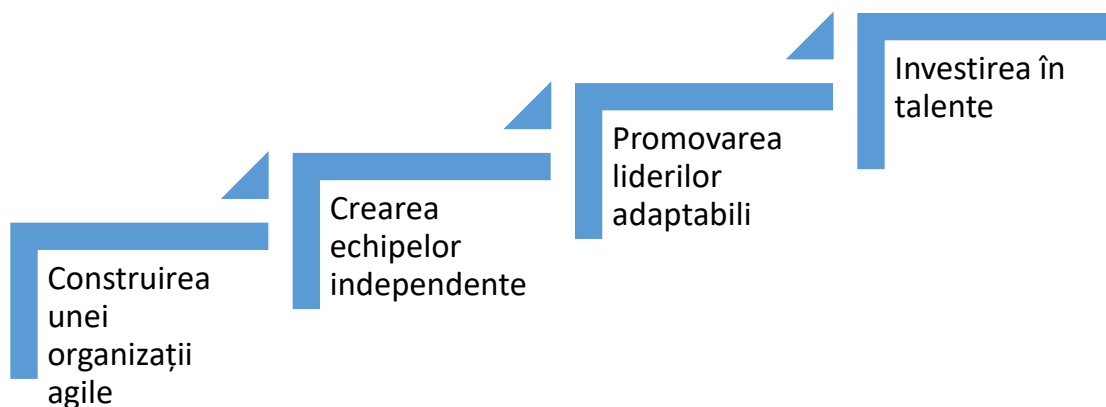 Construirea
unei
organizații
agile
Crearea
echipelor
independente
Promovarea
liderilor
adaptabili
Investirea în
talente